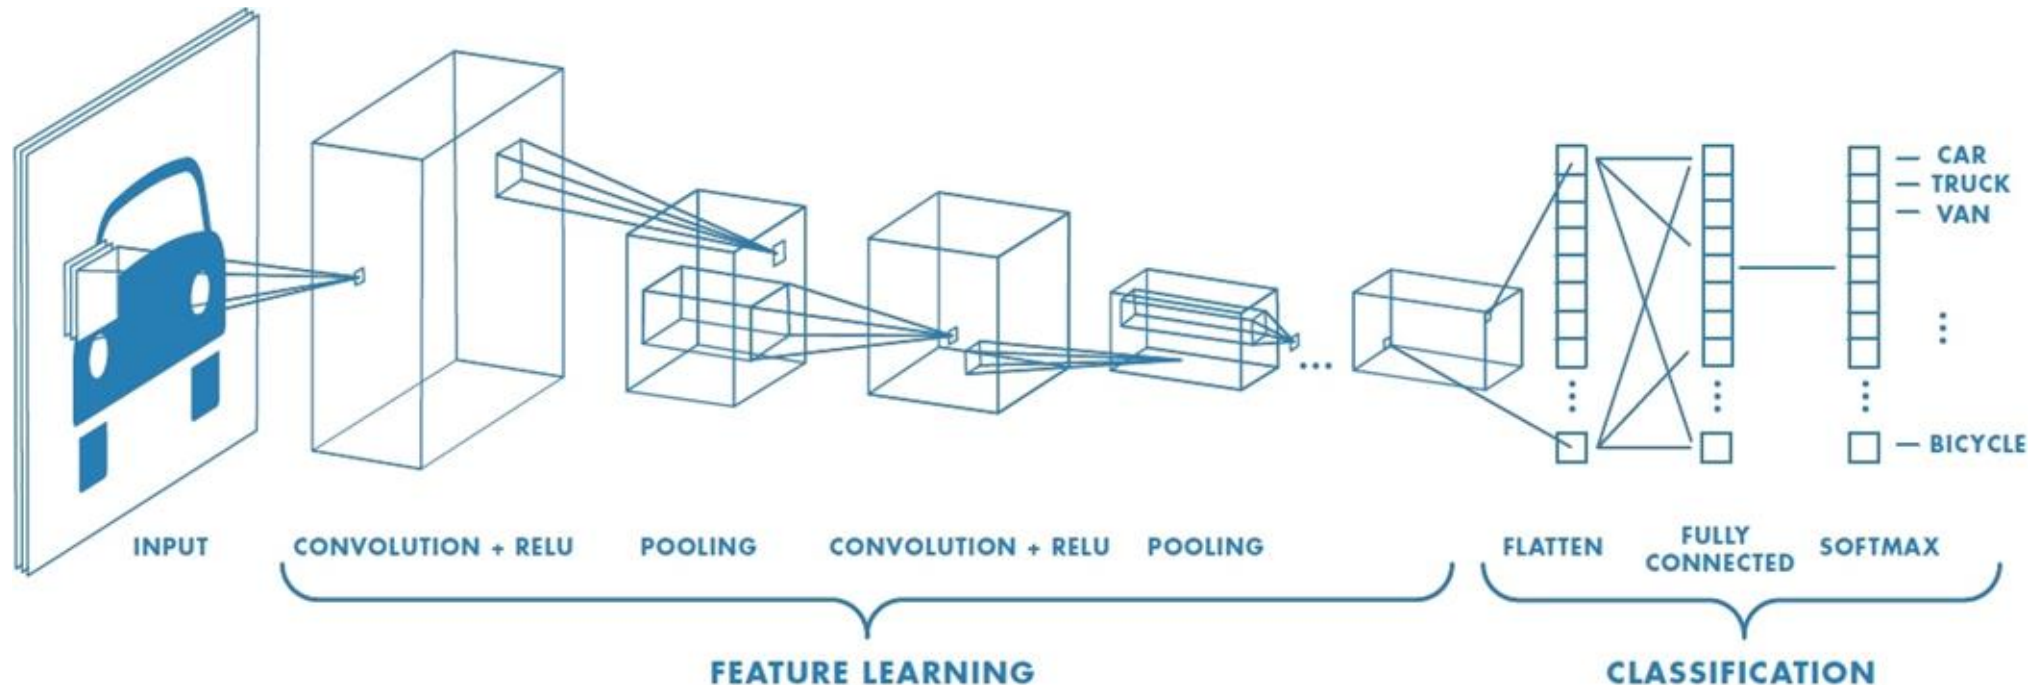 CAR
TRUCK
VAN
BICYCLE
INPUT
CONVOLUTION + RELU
POOLING
CONVOLUTION + RELU
POOLING
FLATTEN
FULLY
CONNECTED
SOFTMAX
FEATURE LEARNING
CLASSIFICATION